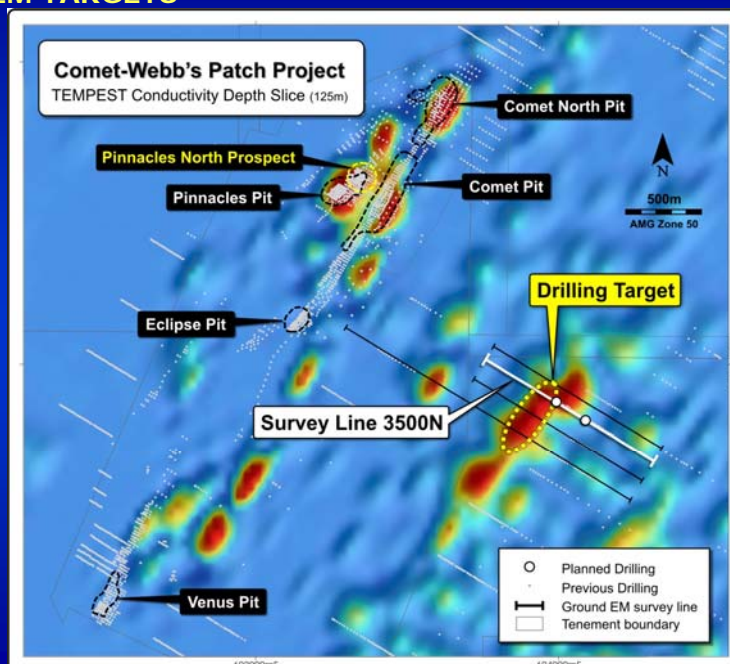 EM TARGETS
Comet-Webb's Patch Project
TEMPEST Conductivity Depth Slice (125m)
Comet North Pit
Pinnacles North Prospect
Pinnacles Pit
Comet Pit
N
500m
AMG Zone 50
Eclipse Pit
Drilling Target
Survey Line 3500N
Venus Pit
Planned Drilling
Previous Drilling
Ground EM survey line
Tenement boundary